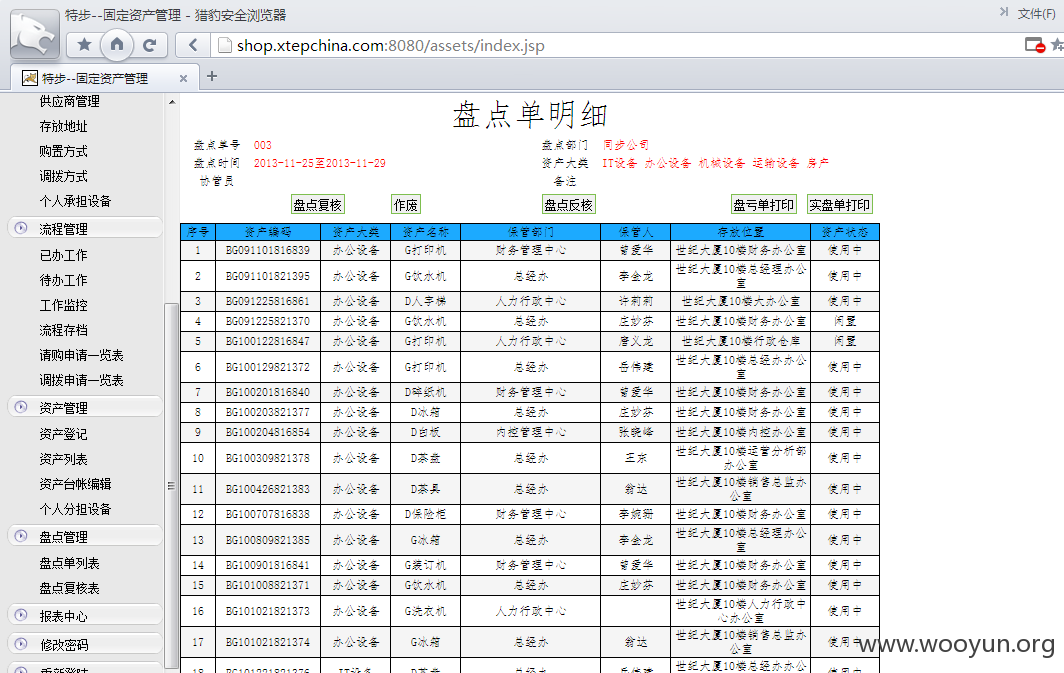 特步--固定资产管理 - 猎豹安全浏览器
文件(F)
shop.xtepchina.com:8080/assets/index.jsp
特步--固定资产管理
供应商管理
存放地址
购置方式
调拨方式
个人承担设备
流程管理
已办工作
待办工作
工作监控
流程存档
请购申请一览表
调拨申请一览表
资产管理
资产登记
资产列表
资产台帐编辑
个人分担设备
盘点管理
盘点单列表
盘点复核表
报表中心
修改密码
重新登陆
盘点单明细
盘点单号 003 盘点部门 同步公司
盘点时间 2013-11-25至2013-11-29 资产大类 IT设备 办公设备 机械设备 运输设备 房产
协管员 备注
盘点复核 作废 盘点反核 盘亏单打印 实盘单打印
序号 资产编码 资产大类 资产名称 保管部门 保管人 存放位置 资产状态
1 BG091101816839 办公设备 G打印机 财务管理中心 曾爱华 世纪大厦10楼财务办公室 使用中
2 BG091101821395 办公设备 G饮水机 总经办 李金龙 世纪大厦10楼总经理办公室 使用中
3 BG091225816861 办公设备 D人字梯 人力行政中心 许莉莉 世纪大厦10楼大办公室 使用中
4 BG091225821370 办公设备 G饮水机 总经办 庄妙芬 世纪大厦10楼财务办公室 闲置
5 BG100122816847 办公设备 G打印机 人力行政中心 唐义龙 世纪大厦10楼行政仓库 闲置
6 BG100129821372 办公设备 G打印机 总经办 岳伟建 世纪大厦10楼总经办办公室 使用中
7 BG100201816840 办公设备 D碎纸机 财务管理中心 曾爱华 世纪大厦10楼财务办公室 使用中
8 BG100203821377 办公设备 D冰箱 总经办 庄妙芬 世纪大厦10楼财务办公室 使用中
9 BG100204816854 办公设备 D白板 内控管理中心 张晓峰 世纪大厦10楼内控办公室 使用中
10 BG100309821378 办公设备 D茶盘 总经办 王东 世纪大厦10楼运营分析部办公室 使用中
11 BG100426821383 办公设备 D茶具 总经办 翁达 世纪大厦10楼销售总监办公室 使用中
12 BG100707816838 办公设备 D保险柜 财务管理中心 李婉珊 世纪大厦10楼财务办公室 使用中
13 BG100809821385 办公设备 G冰箱 总经办 李金龙 世纪大厦10楼总经理办公室 使用中
14 BG100901816841 办公设备 G装订机 财务管理中心 曾爱华 世纪大厦10楼财务办公室 使用中
15 BG101008821371 办公设备 G饮水机 总经办 庄妙芬 世纪大厦10楼财务办公室 使用中
16 BG101021821373 办公设备 G洗衣机 人力行政中心 世纪大厦10楼人力行政中心办公室 使用中
17 BG101021821374 办公设备 G冰箱 总经办 翁达 世纪大厦10楼销售总监办公室 使用中
18 BG101221821376 IT设备 D茶盘 总经办 岳伟建 世纪大厦10楼总经办办公
www.wooyun.org